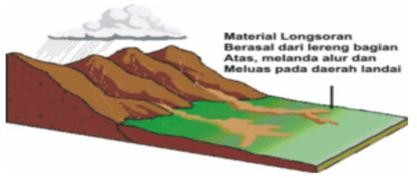 Material Longsoran
Berasal dari lereng bagian
Atas, melanda alur dan
Meluas pada daerah landai